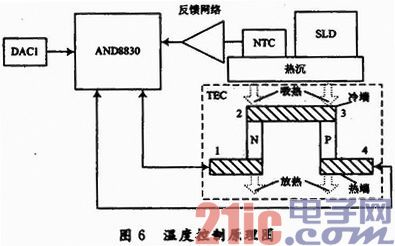 反馈网络
DAC1
AND8830
NTC
SLD
热沉
TEC
吸热
冷端
2
3
N
P
1
4
放热
热端
21ic电子网
.com
图 6 温度控制原理图